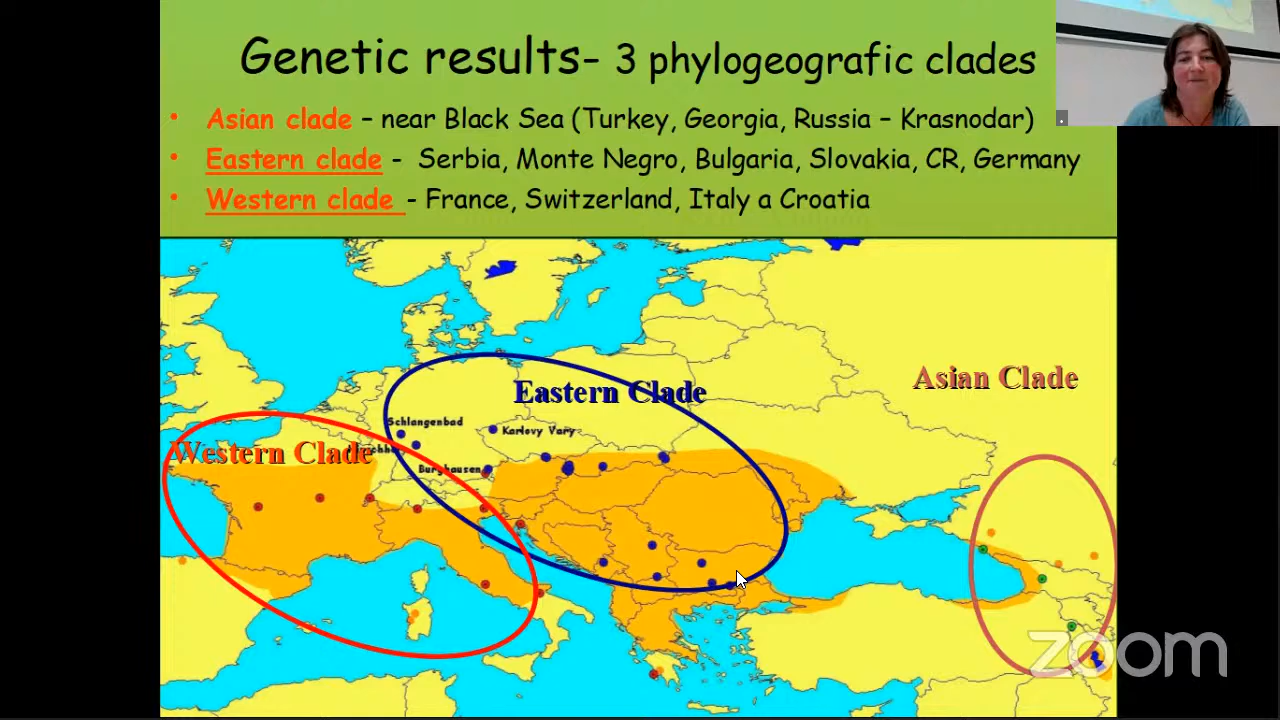 Genetic results- 3 phylogeografic clades
• Asian clade – near Black Sea (Turkey, Georgia, Russia – Krasnodar)
• Eastern clade - Serbia, Monte Negro, Bulgaria, Slovakia, CR, Germany
• Western clade - France, Switzerland, Italy a Croatia
Asian Clade
Eastern Clade
Schlangenbad
Karlovy Vary
Western Clade
Burghausen
zoom